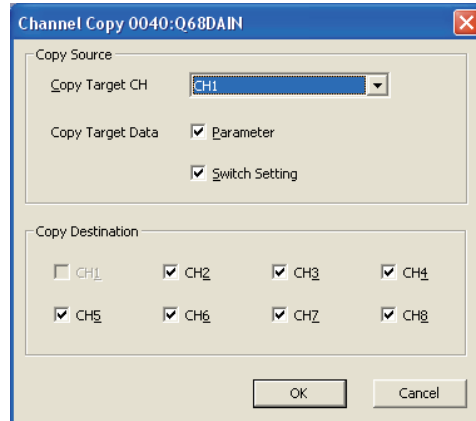 Channel Copy 0040:Q68DAIN
Copy Source
Copy Target CH CH1
Copy Target Data Parameter
Switch Setting
Copy Destination
CH1 CH2 CH3 CH4
CH5 CH6 CH7 CH8
OK Cancel